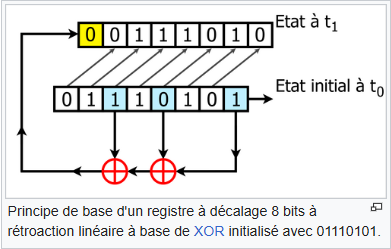 Etat à t1
0 0 1 1 1 0 1 0
Etat initial à t0
0 1 1 1 0 1 0 1
Principe de base d'un registre à décalage 8 bits à
rétroaction linéaire à base de XOR initialisé avec 01110101.